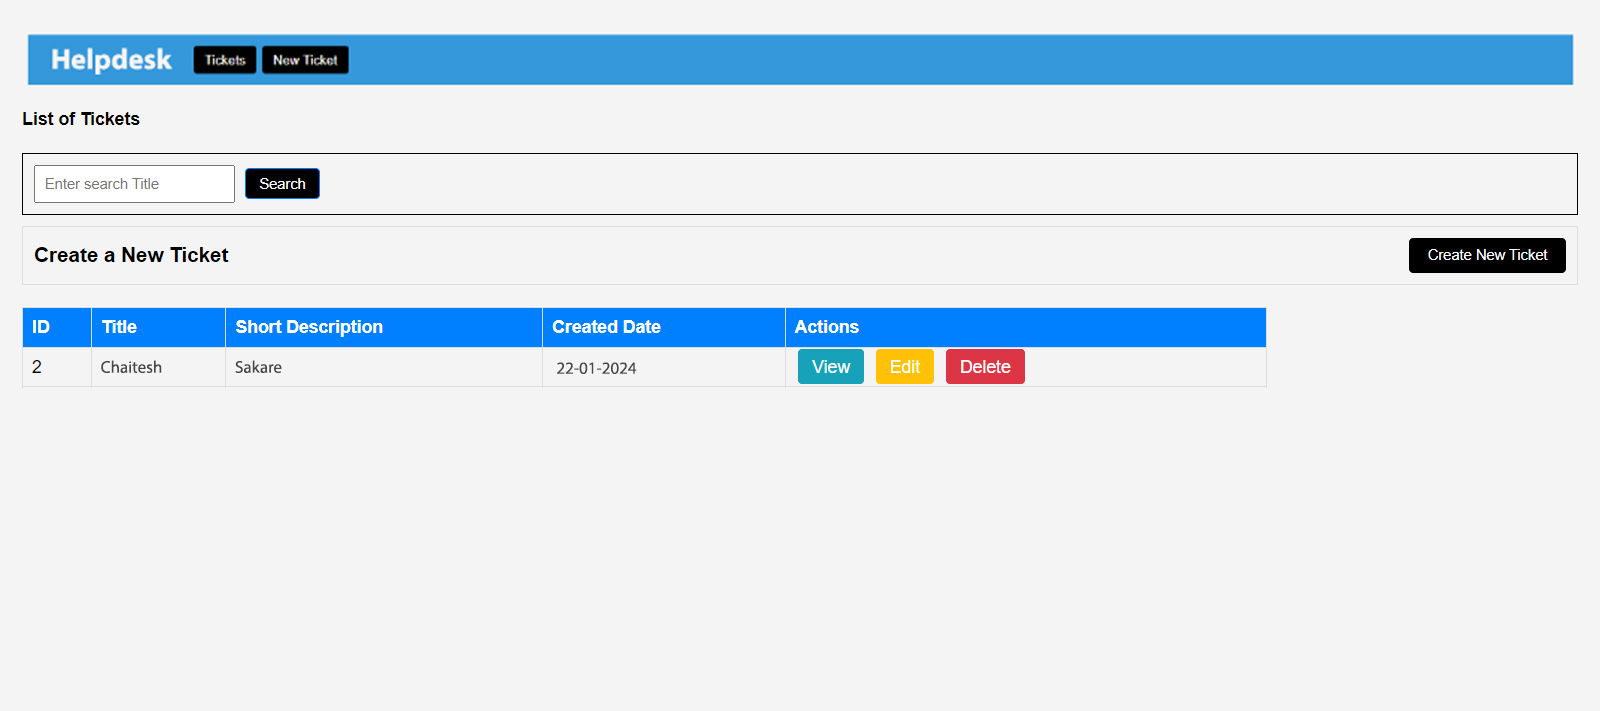 Helpdesk Tickets New Ticket
List of Tickets
Enter search Title Search
Create a New Ticket Create New Ticket
ID Title Short Description Created Date Actions
2 Chaitesh Sakare 22-01-2024 View Edit Delete